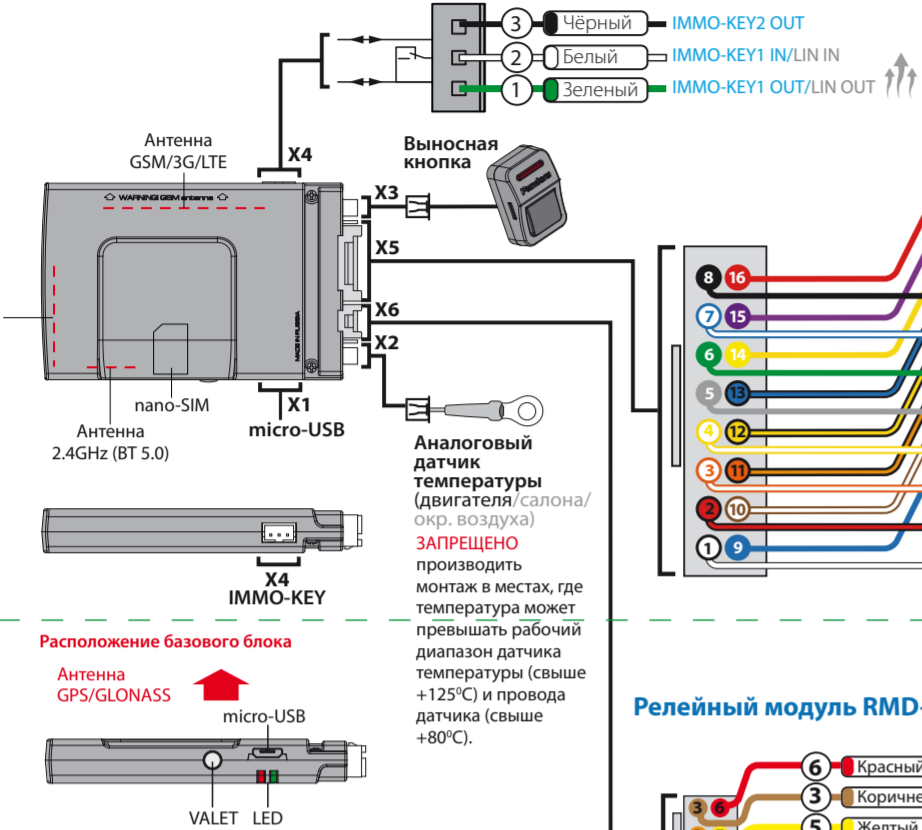 3 Чёрный IMMO-KEY2 OUT
2 Белый IMMO-KEY1 IN/LIN IN
1 Зеленый IMMO-KEY1 OUT/LIN OUT
Антенна
GSM/3G/LTE
X4
WARNING! GSM antenna
Выносная
кнопка
Pandora
X3
X5
X6
X2
MADE IN RUSSIA
nano-SIM
X1
micro-USB
Антенна
2.4GHz (BT 5.0)
Аналоговый
датчик
температуры
(двигателя/салона/
окр. воздуха)
ЗАПРЕЩЕНО
производить
монтаж в местах, где
температура может
превышать рабочий
диапазон датчика
температуры (свыше
+125⁰C) и провода
датчика (свыше
+80⁰C).
8 16
7 15
6 14
5 13
4 12
3 11
2 10
1 9
X4
IMMO-KEY
Расположение базового блока
Антенна
GPS/GLONASS
micro-USB
VALET LED
Релейный модуль RMD-
3 6
6 Красный
3 Коричне
5 Желтый